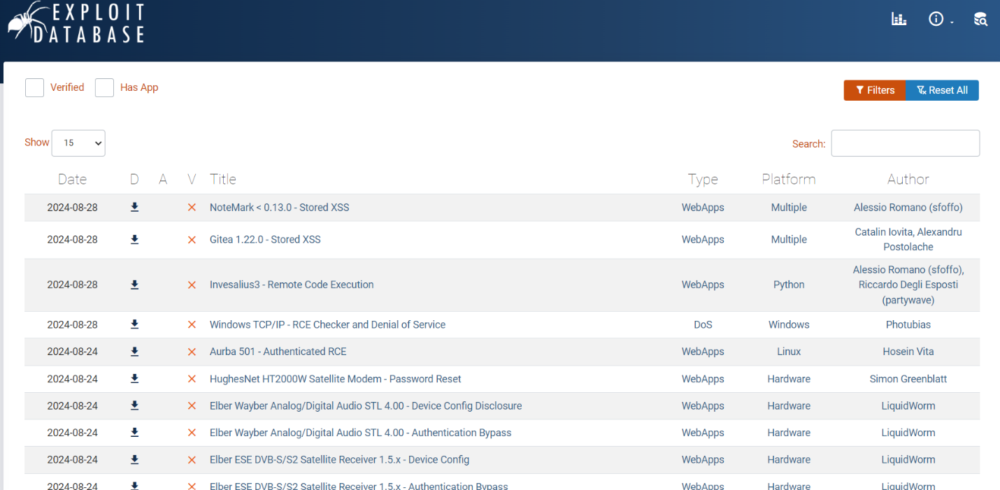 EXPLOIT
DATABASE
Verified Has App
Filters Reset All
Show 15
Search:
Date D A V Title Type Platform Author
2024-08-28 NoteMark < 0.13.0 - Stored XSS WebApps Multiple Alessio Romano (sfoffo)
2024-08-28 Gitea 1.22.0 - Stored XSS WebApps Multiple Catalin Iovita, Alexandru
Postolache
2024-08-28 Invesalius3 - Remote Code Execution WebApps Python Alessio Romano (sfoffo),
Riccardo Degli Esposti
(partywave)
2024-08-28 Windows TCP/IP - RCE Checker and Denial of Service DoS Windows Photubias
2024-08-24 Aurba 501 - Authenticated RCE WebApps Linux Hosein Vita
2024-08-24 HughesNet HT2000W Satellite Modem - Password Reset WebApps Hardware Simon Greenblatt
2024-08-24 Elber Wayber Analog/Digital Audio STL 4.00 - Device Config Disclosure WebApps Hardware LiquidWorm
2024-08-24 Elber Wayber Analog/Digital Audio STL 4.00 - Authentication Bypass WebApps Hardware LiquidWorm
2024-08-24 Elber ESE DVB-S/S2 Satellite Receiver 1.5.x - Device Config WebApps Hardware LiquidWorm
2024-08-24 Elber ESE DVB-S/S2 Satellite Receiver 1.5.x - Authentication Bypass WebApps Hardware LiquidWorm